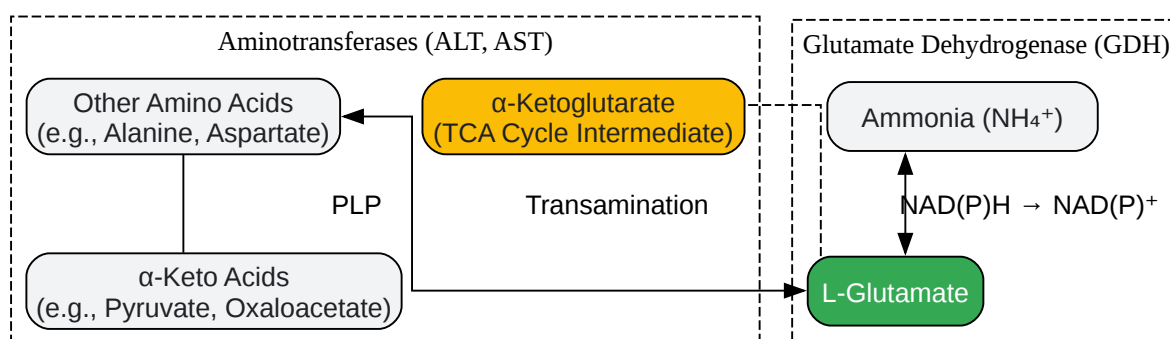 Aminotransferases (ALT, AST)
Glutamate Dehydrogenase (GDH)
Other Amino Acids
(e.g., Alanine, Aspartate)
α-Ketoglutarate
(TCA Cycle Intermediate)
Ammonia (NH₄⁺)
PLP
Transamination
NAD(P)H → NAD(P)⁺
α-Keto Acids
(e.g., Pyruvate, Oxaloacetate)
L-Glutamate